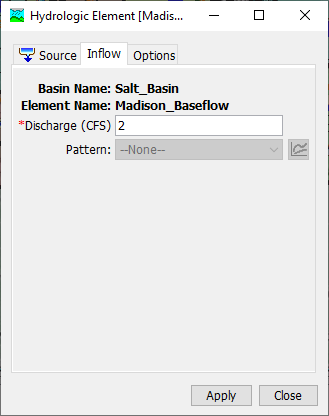 Hydrologic Element [Madis...
Source Inflow Options
Basin Name: Salt_Basin
Element Name: Madison_Baseflow
*Discharge (CFS) 2
Pattern: --None--
Apply Close